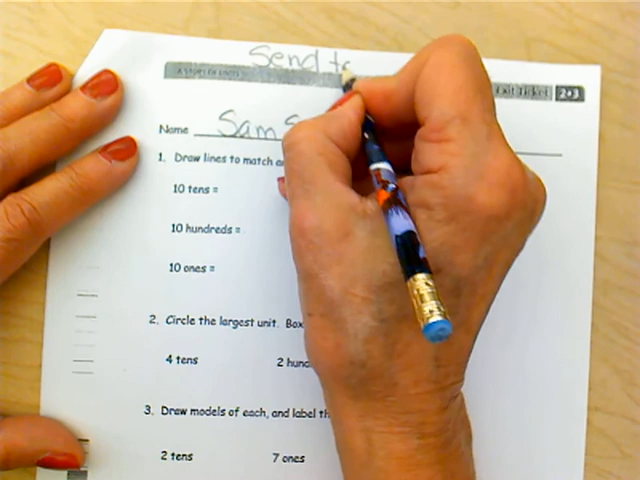 Send to
A STORY OF UNITS
Exit Ticket 2•3
Name Sam S
1. Draw lines to match
10 tens =
10 hundreds =
10 ones =
2. Circle the largest unit. Box
4 tens 2 hund
3. Draw models of each, and label th
2 tens 7 ones